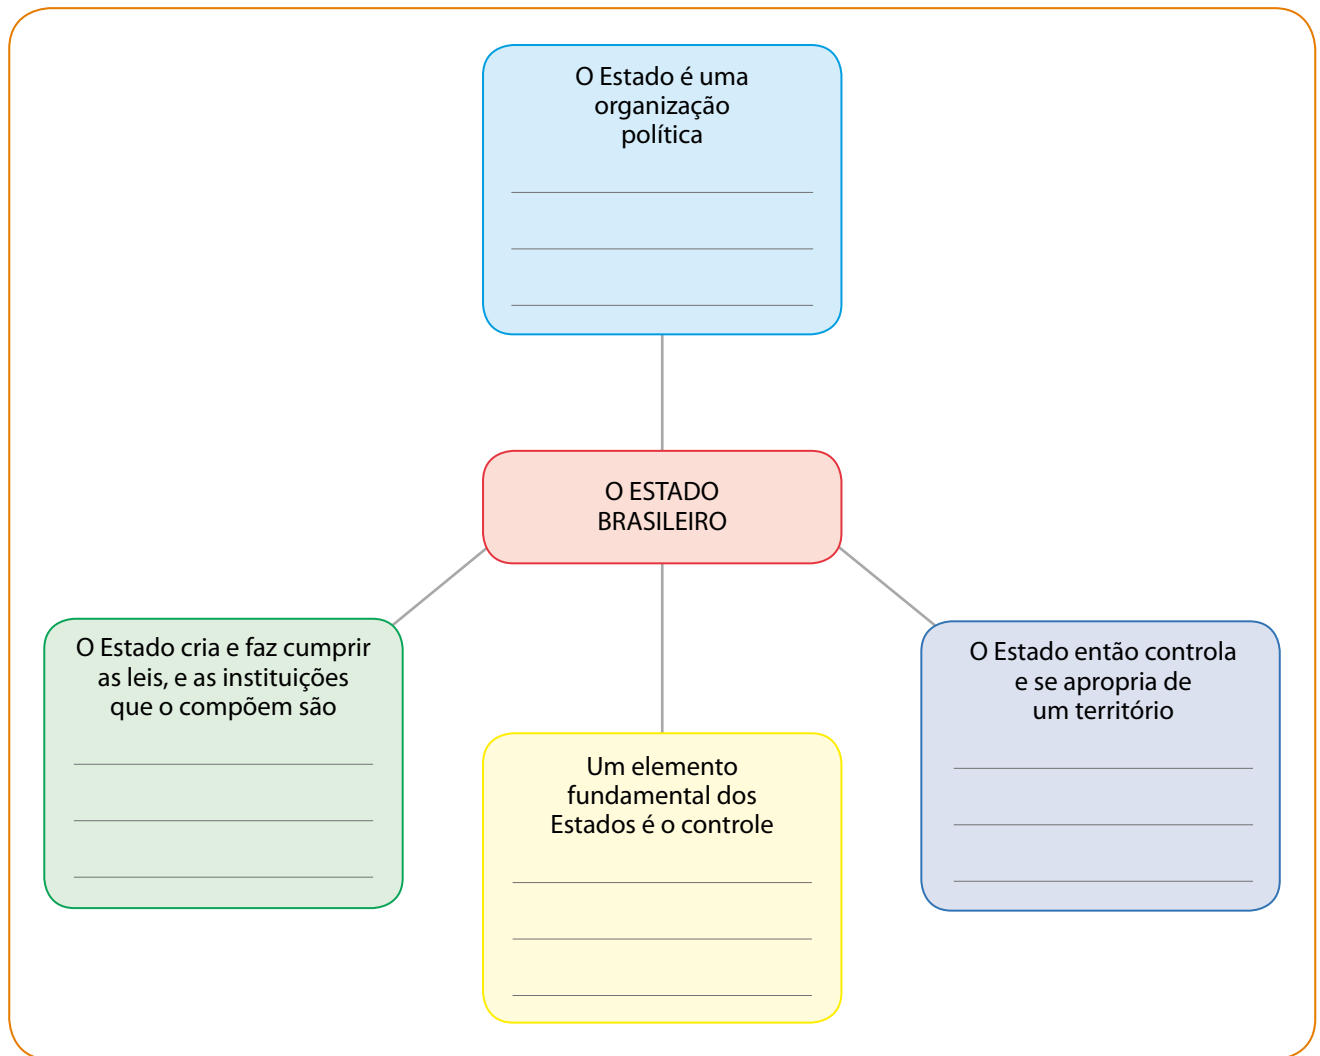 O Estado é uma
organização
política
O ESTADO
BRASILEIRO
O Estado cria e faz cumprir
as leis, e as instituições
que o compõem são
Um elemento
fundamental dos
Estados é o controle
O Estado então controla
e se apropria de
um território